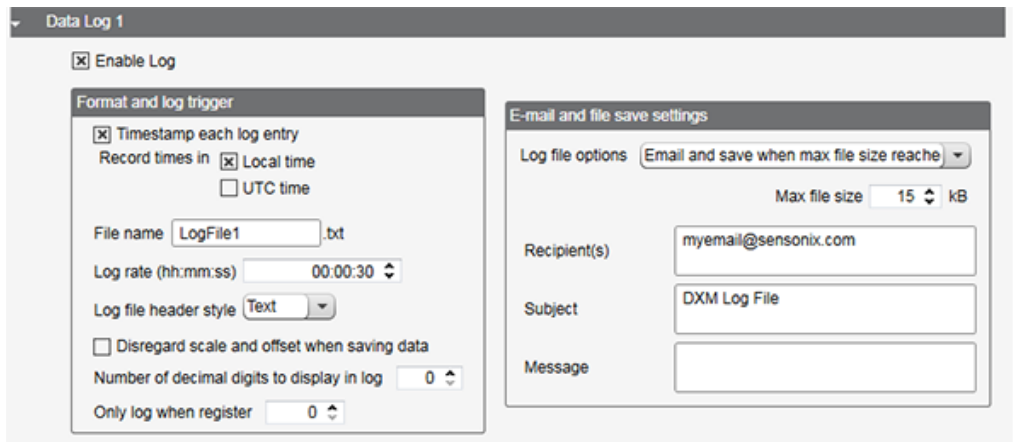 Data Log 1
Enable Log
Format and log trigger
Timestamp each log entry
Record times in Local time
UTC time
File name LogFile1 .txt
Log rate (hh:mm:ss) 00:00:30
Log file header style Text
Disregard scale and offset when saving data
Number of decimal digits to display in log 0
Only log when register 0
E-mail and file save settings
Log file options Email and save when max file size reache
Max file size 15 kB
Recipient(s) myemail@sensonix.com
Subject DXM Log File
Message